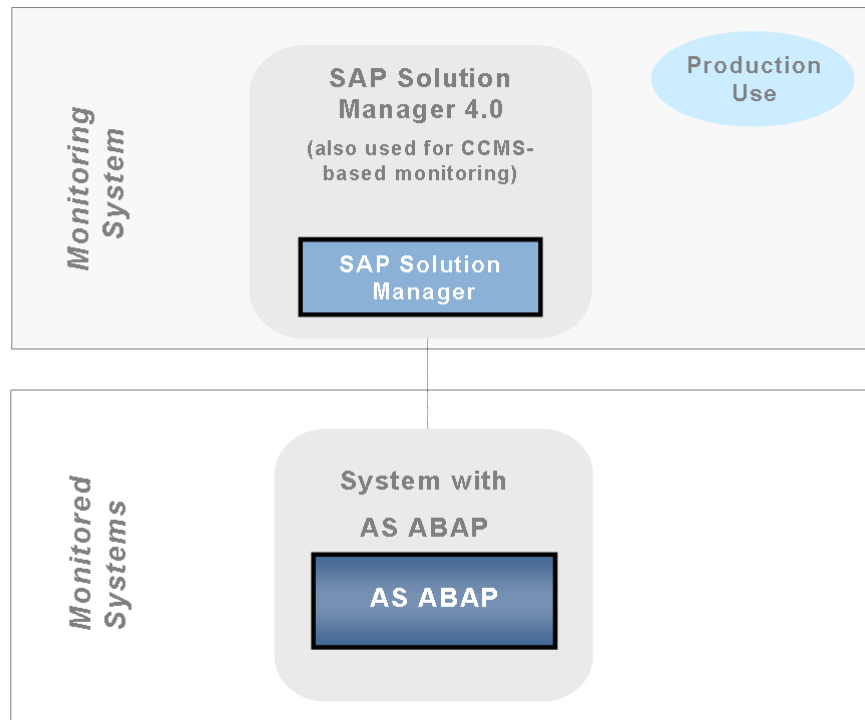 Monitoring
System
SAP Solution
Manager 4.0
(also used for CCMS-
based monitoring)
SAP Solution
Manager
Production
Use
Monitored
Systems
System with
AS ABAP
AS ABAP